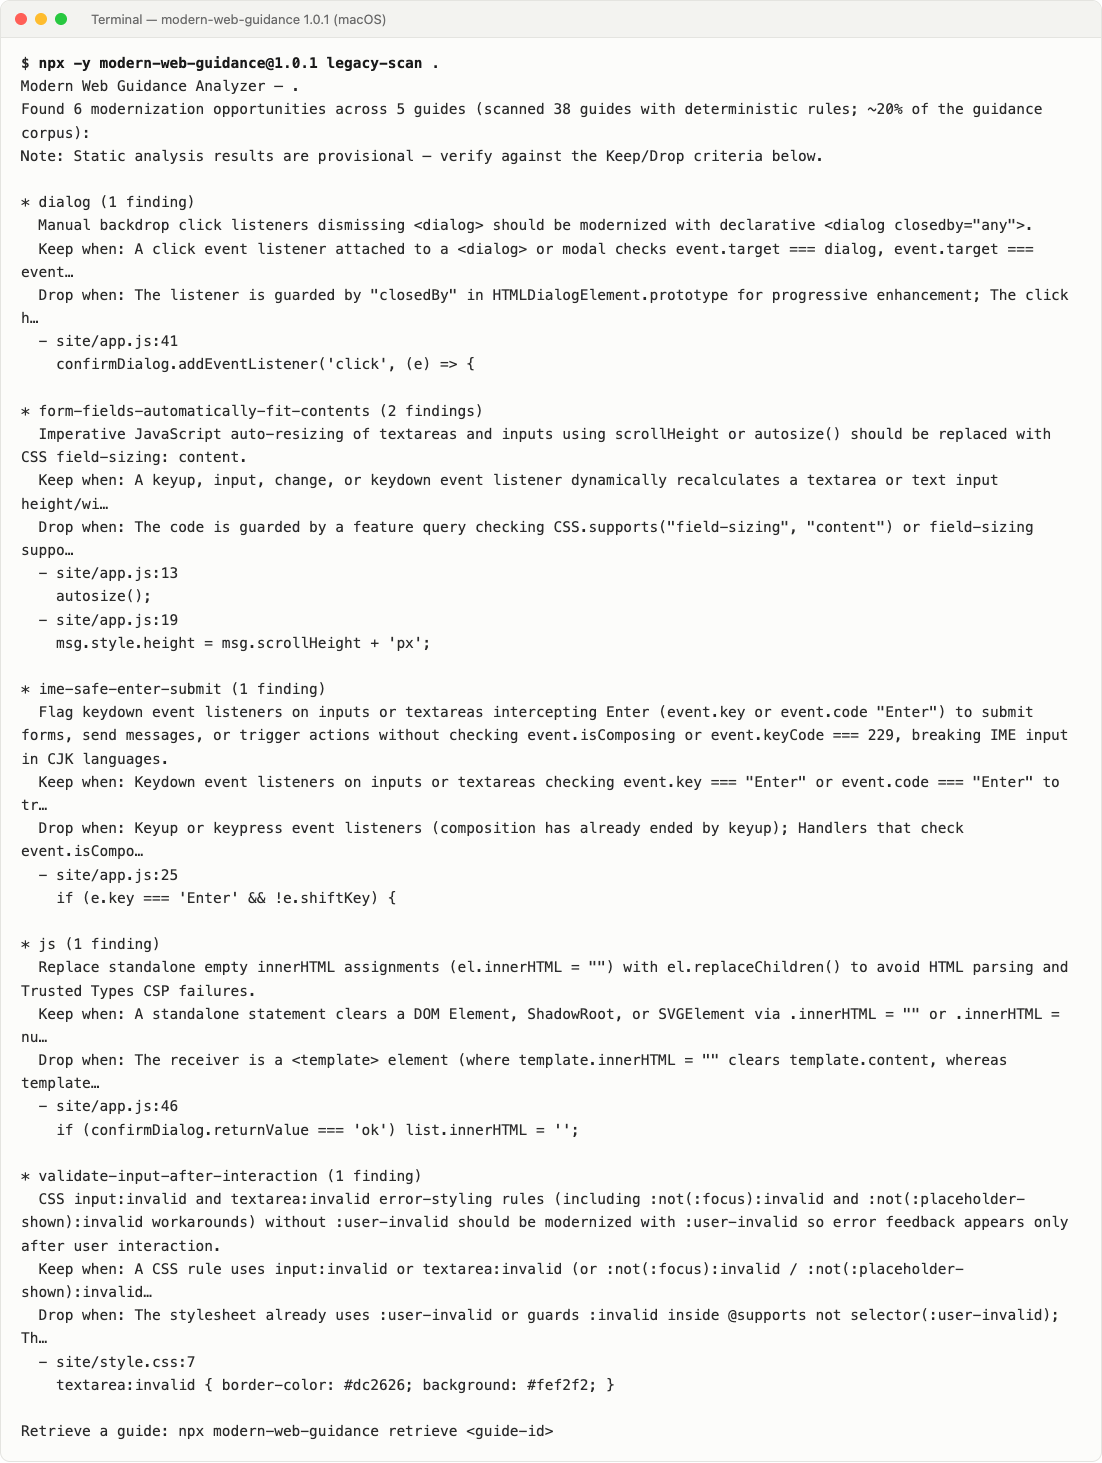 Terminal — modern-web-guidance 1.0.1 (macOS)
$ npx -y modern-web-guidance@1.0.1 legacy-scan .
Modern Web Guidance Analyzer — .
Found 6 modernization opportunities across 5 guides (scanned 38 guides with deterministic rules; ~20% of the guidance
corpus):
Note: Static analysis results are provisional — verify against the Keep/Drop criteria below.
* dialog (1 finding)
Manual backdrop click listeners dismissing <dialog> should be modernized with declarative <dialog closedby="any">.
Keep when: A click event listener attached to a <dialog> or modal checks event.target === dialog, event.target ===
event…
Drop when: The listener is guarded by "closedBy" in HTMLDialogElement.prototype for progressive enhancement; The click
h…
– site/app.js:41
confirmDialog.addEventListener('click', (e) => {
* form-fields-automatically-fit-contents (2 findings)
Imperative JavaScript auto-resizing of textareas and inputs using scrollHeight or autosize() should be replaced with
CSS field-sizing: content.
Keep when: A keyup, input, change, or keydown event listener dynamically recalculates a textarea or text input
height/wi…
Drop when: The code is guarded by a feature query checking CSS.supports("field-sizing", "content") or field-sizing
suppo…
– site/app.js:13
autosize();
– site/app.js:19
msg.style.height = msg.scrollHeight + 'px';
* ime-safe-enter-submit (1 finding)
Flag keydown event listeners on inputs or textareas intercepting Enter (event.key or event.code "Enter") to submit
forms, send messages, or trigger actions without checking event.isComposing or event.keyCode === 229, breaking IME input
in CJK languages.
Keep when: Keydown event listeners on inputs or textareas checking event.key === "Enter" or event.code === "Enter" to
tr…
Drop when: Keyup or keypress event listeners (composition has already ended by keyup); Handlers that check
event.isCompo…
– site/app.js:25
if (e.key === 'Enter' && !e.shiftKey) {
* js (1 finding)
Replace standalone empty innerHTML assignments (el.innerHTML = "") with el.replaceChildren() to avoid HTML parsing and
Trusted Types CSP failures.
Keep when: A standalone statement clears a DOM Element, ShadowRoot, or SVGElement via .innerHTML = "" or .innerHTML =
nu…
Drop when: The receiver is a <template> element (where template.innerHTML = "" clears template.content, whereas
template…
– site/app.js:46
if (confirmDialog.returnValue === 'ok') list.innerHTML = '';
* validate-input-after-interaction (1 finding)
CSS input:invalid and textarea:invalid error-styling rules (including :not(:focus):invalid and :not(:placeholder-
shown):invalid workarounds) without :user-invalid should be modernized with :user-invalid so error feedback appears only
after user interaction.
Keep when: A CSS rule uses input:invalid or textarea:invalid (or :not(:focus):invalid / :not(:placeholder-
shown):invalid…
Drop when: The stylesheet already uses :user-invalid or guards :invalid inside @supports not selector(:user-invalid);
Th…
– site/style.css:7
textarea:invalid { border-color: #dc2626; background: #fef2f2; }
Retrieve a guide: npx modern-web-guidance retrieve <guide-id>